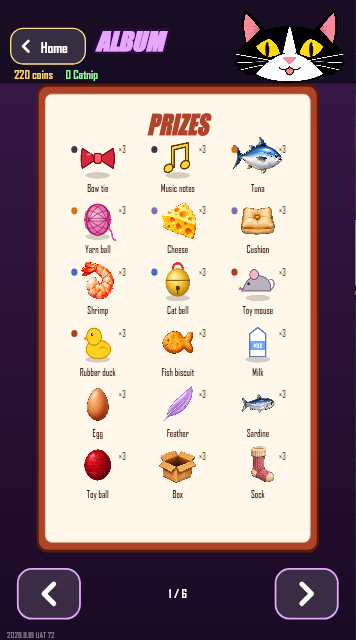 Home
ALBUM
220 coins 0 Catnip
PRIZES
×3 ×3 ×3
Bow tie Music notes Tuna
×3 ×3 ×3
Yarn ball Cheese Cushion
×3 ×3 ×3
Shrimp Cat bell Toy mouse
×3 ×3 MILK ×3
Rubber duck Fish biscuit Milk
×3 ×3 ×3
Egg Feather Sardine
×3 ×3 ×3
Toy ball Box Sock
1 / 6